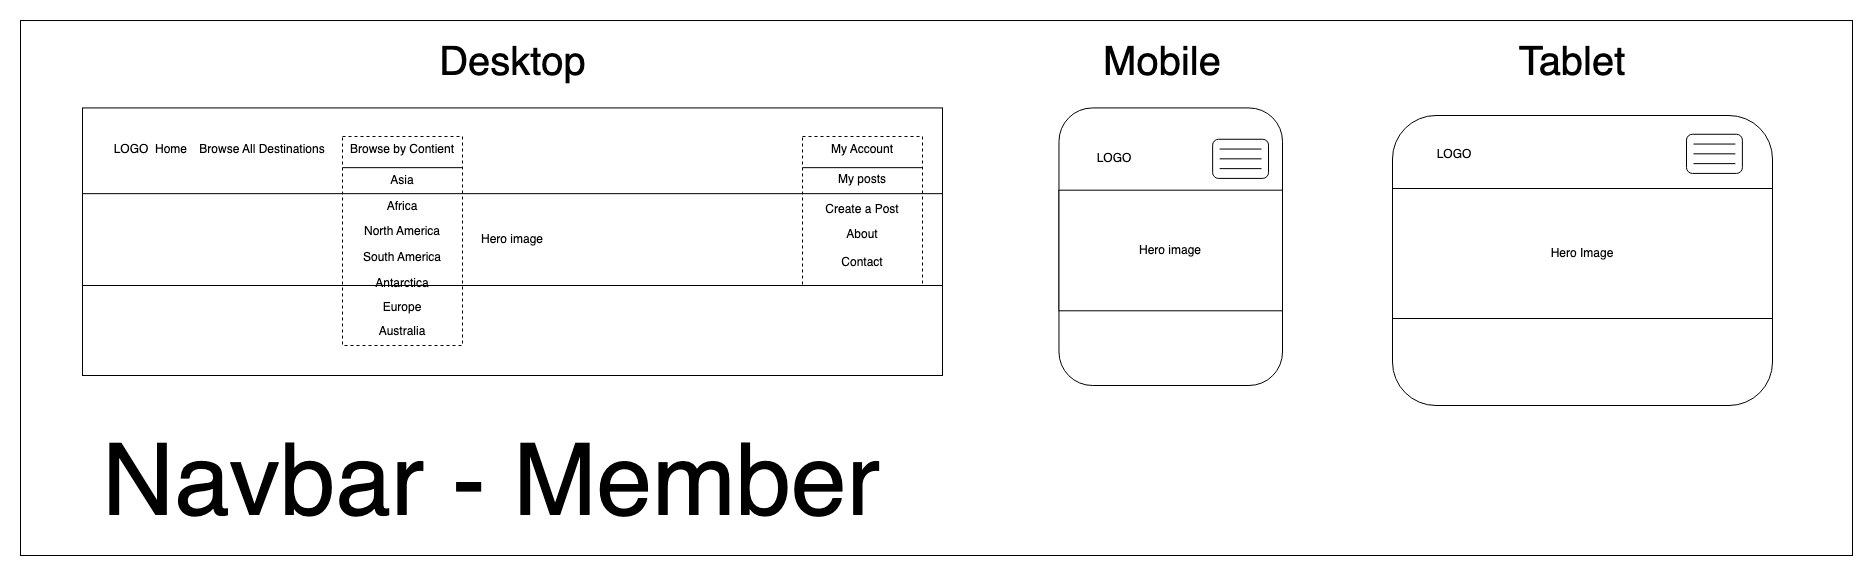 Desktop
Mobile
Tablet
LOGO Home Browse All Destinations Browse by Contient
Asia
Africa
North America
South America
Antarctica
Europe
Australia
Hero image
My Account
My posts
Create a Post
About
Contact
LOGO
Hero image
LOGO
Hero Image
Navbar - Member